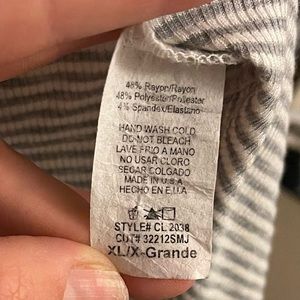 48% Rayon/Rayon
48% Polyester/Poliester
4% Spandex/Elastano
HAND WASH COLD
DO NOT BLEACH
LAVE FRIO A MANO
NO USAR CLORO
SEGAR COLGADO
MADE IN U.S.A
HECHO EN E.U.A
STYLE# CL 2038
CUT# 32212SMJ
XL/X-Grande